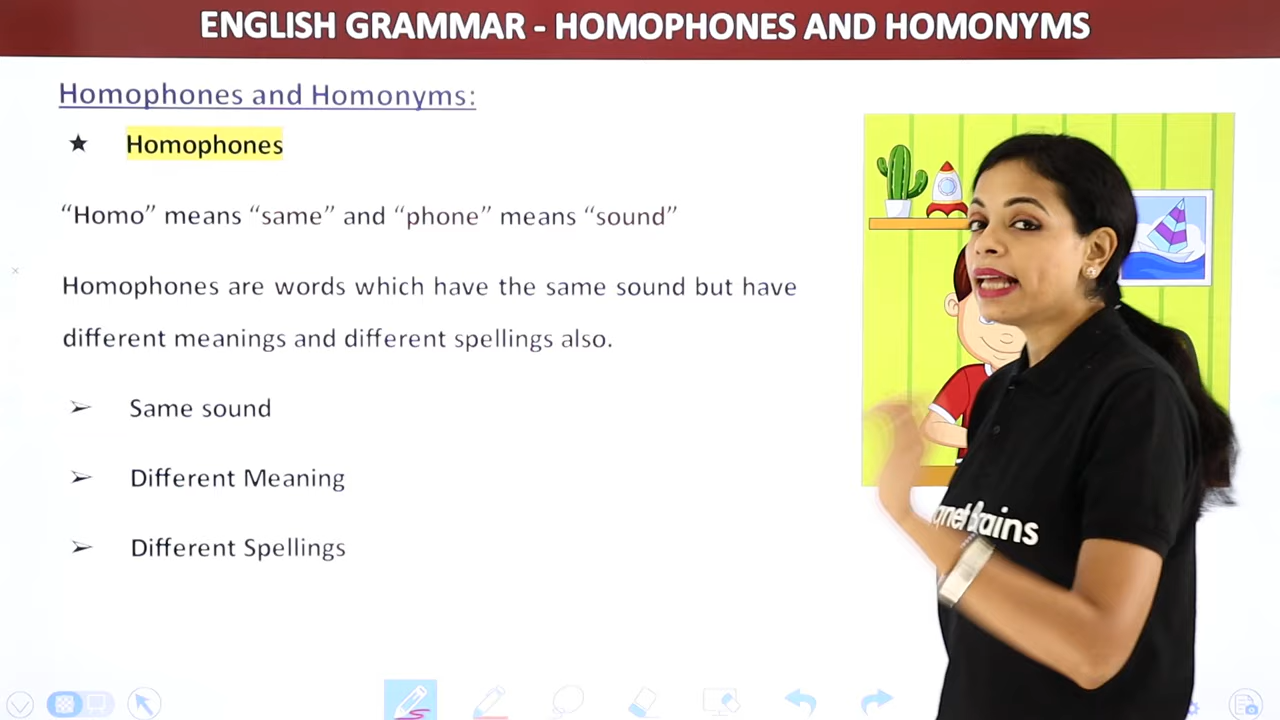 ENGLISH GRAMMAR - HOMOPHONES AND HOMONYMS
Homophones and Homonyms:
★ Homophones
“Homo” means “same” and “phone” means “sound”
Homophones are words which have the same sound but have
different meanings and different spellings also.
➢ Same sound
➢ Different Meaning
➢ Different Spellings